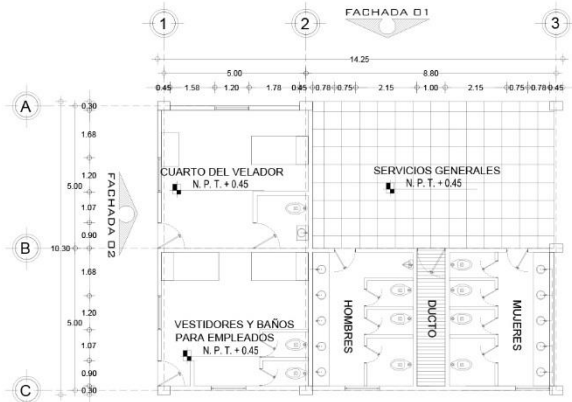 FACHADA 01
1
2
3
14.25
5.00
8.80
0.45
1.58
1.20
1.78
0.45
0.78
0.75
2.15
1.00
2.15
0.75
0.78
0.45
A
B
C
0.30
1.68
1.20
1.07
0.90
1.68
1.20
1.07
0.90
0.30
5.00
10.30
5.00
FACHADA 02
CUARTO DEL VELADOR
N. P. T. + 0.45
SERVICIOS GENERALES
N. P. T. + 0.45
VESTIDORES Y BAÑOS
PARA EMPLEADOS
N. P. T. + 0.45
HOMBRES
DUCTO
MUJERES